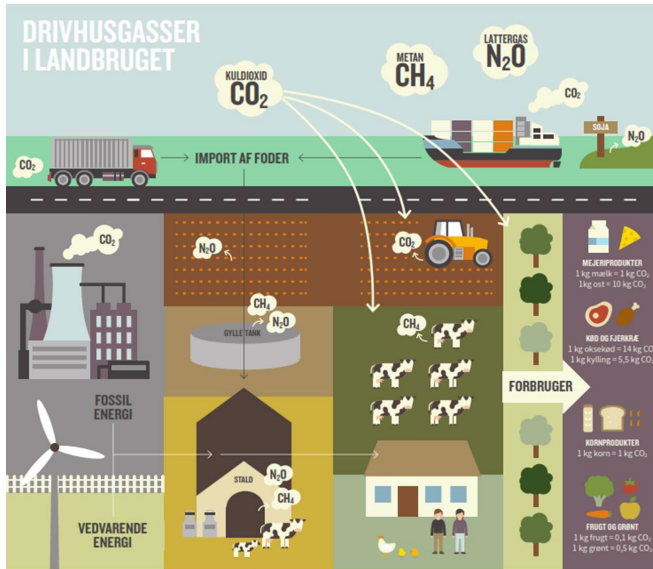 DRIVHUSGASSER
I LANDBRUGET
KULDIOXID
CO₂
METAN
CH₄
LATTERGAS
N₂O
CO₂
SOJA
N₂O
CO₂
IMPORT AF FODER
CO₂
N₂O
CO₂
CH₄
N₂O
GYLLE TANK
CH₄
FOSSIL
ENERGI
VEDVARENDE
ENERGI
STALD
N₂O
CH₄
FORBRUGER
MEJERIPRODUKTER
1 kg mælk = 1 kg CO₂
1kg ost = 10 kg CO₂
KØD OG FJERKRÆ
1 kg oksekød = 14 kg CO
1 kg kylling = 5,5 kg CO₂
KORNPRODUKTER
1 kg korn = 1 kg CO₂
FRUGT OG GRØNT
1 kg frugt = 0,1 kg CO₂
1 kg grønt = 0,5 kg CO₂